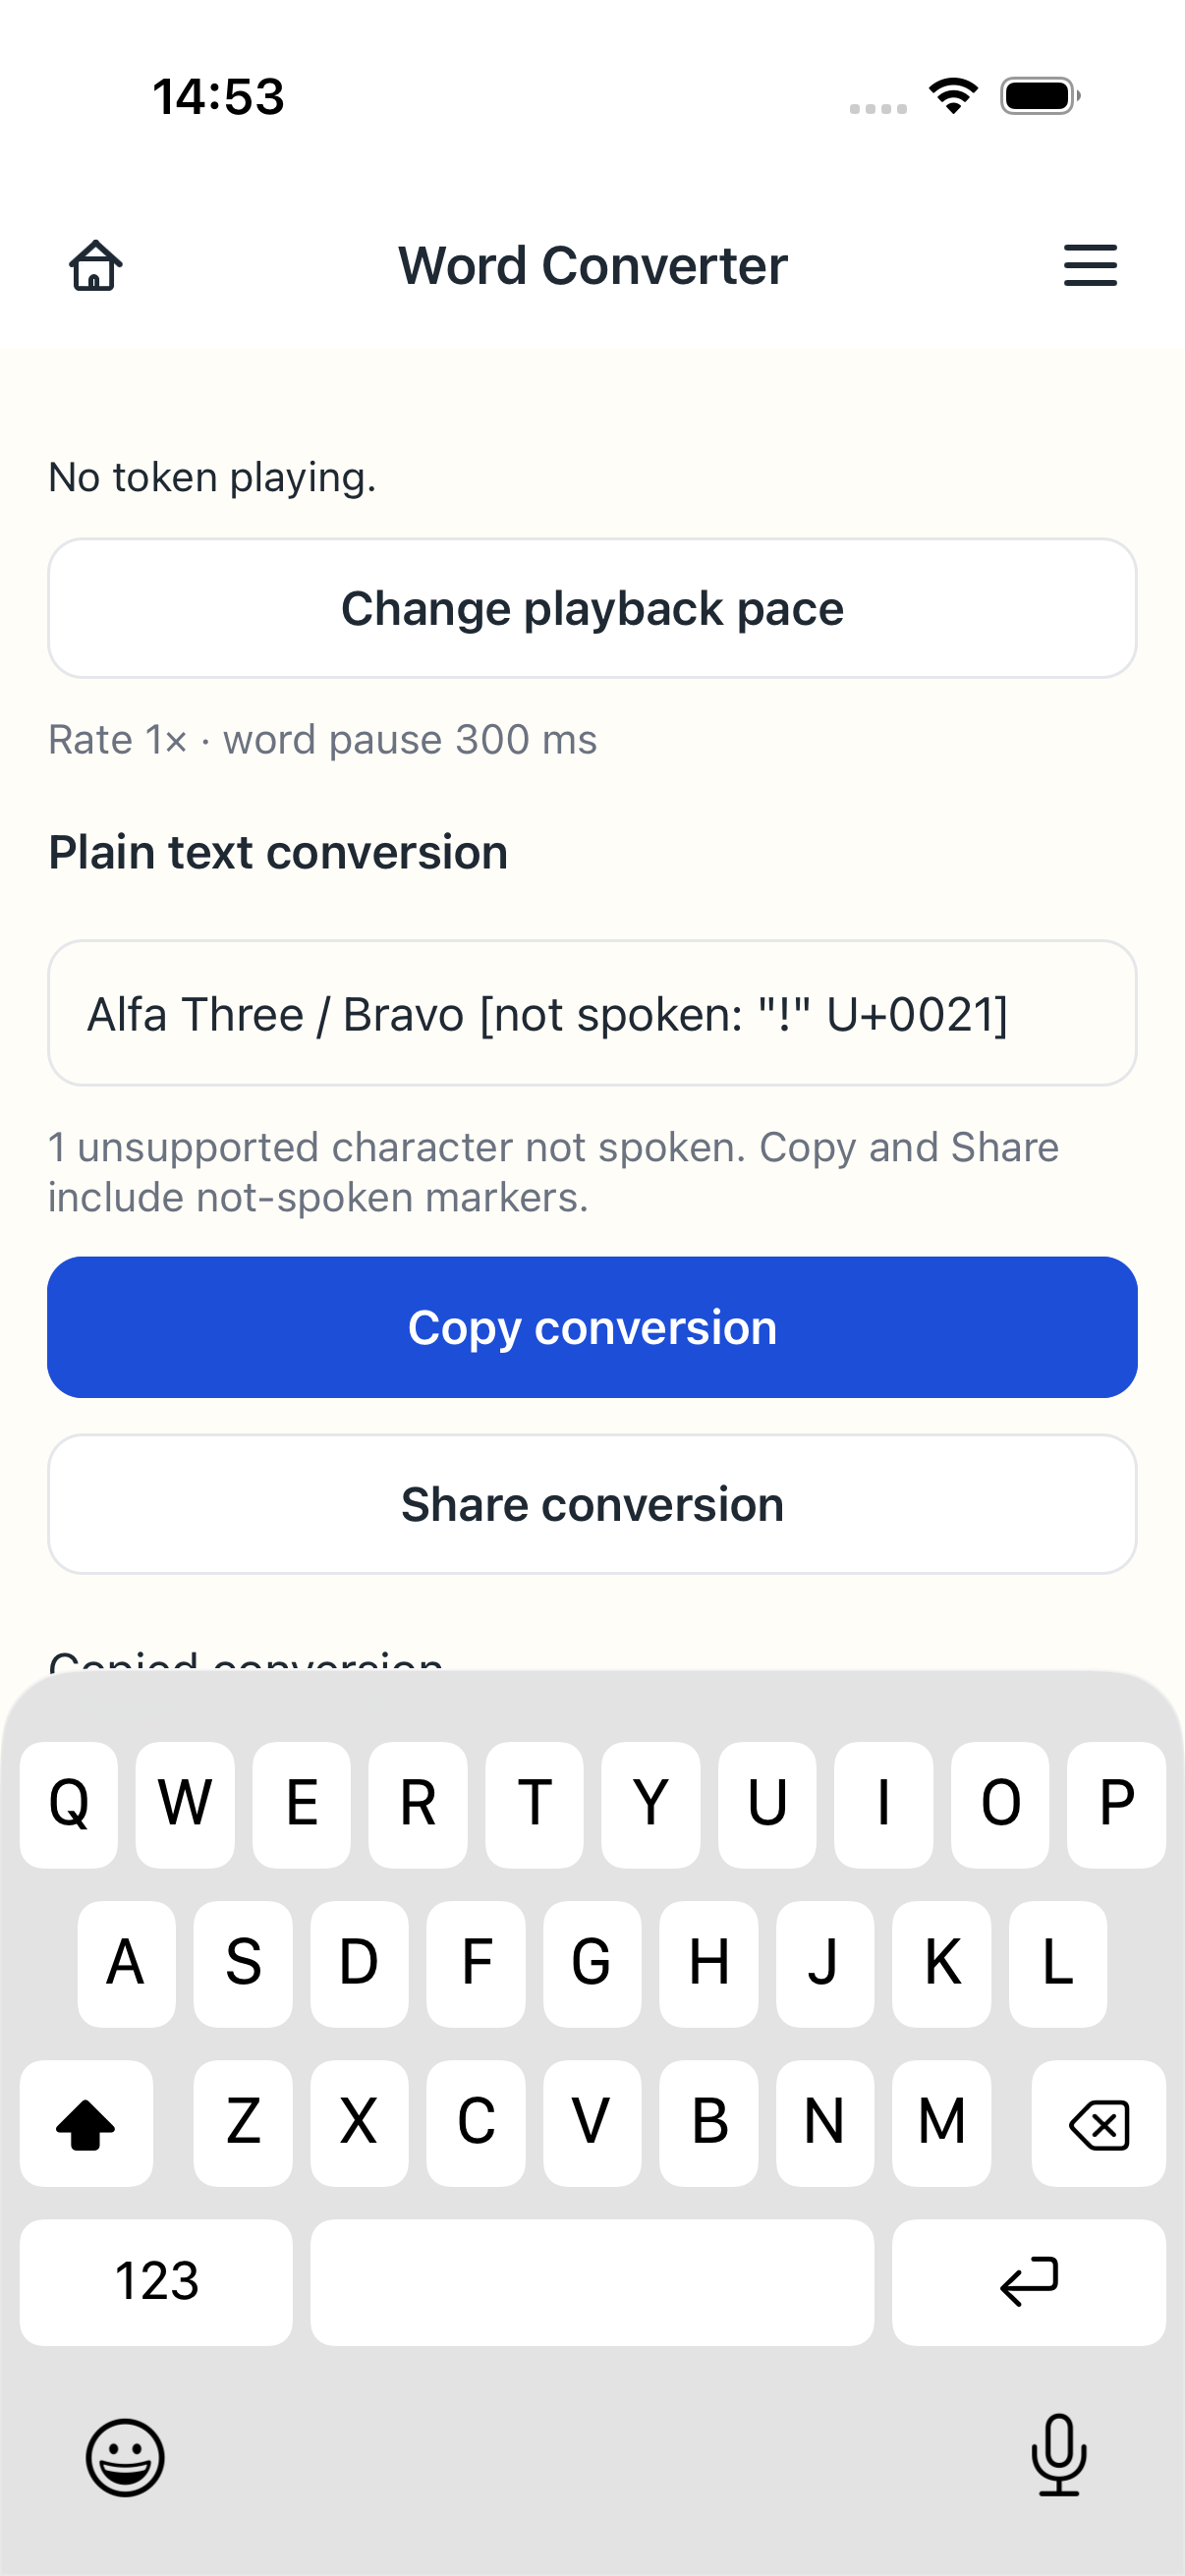 14:53
Word Converter
No token playing.
Change playback pace
Rate 1× · word pause 300 ms
Plain text conversion
Alfa Three / Bravo [not spoken: "!" U+0021]
1 unsupported character not spoken. Copy and Share
include not-spoken markers.
Copy conversion
Share conversion
Copied conversion
Q W E R T Y U I O P
A S D F G H J K L
Z X C V B N M
123